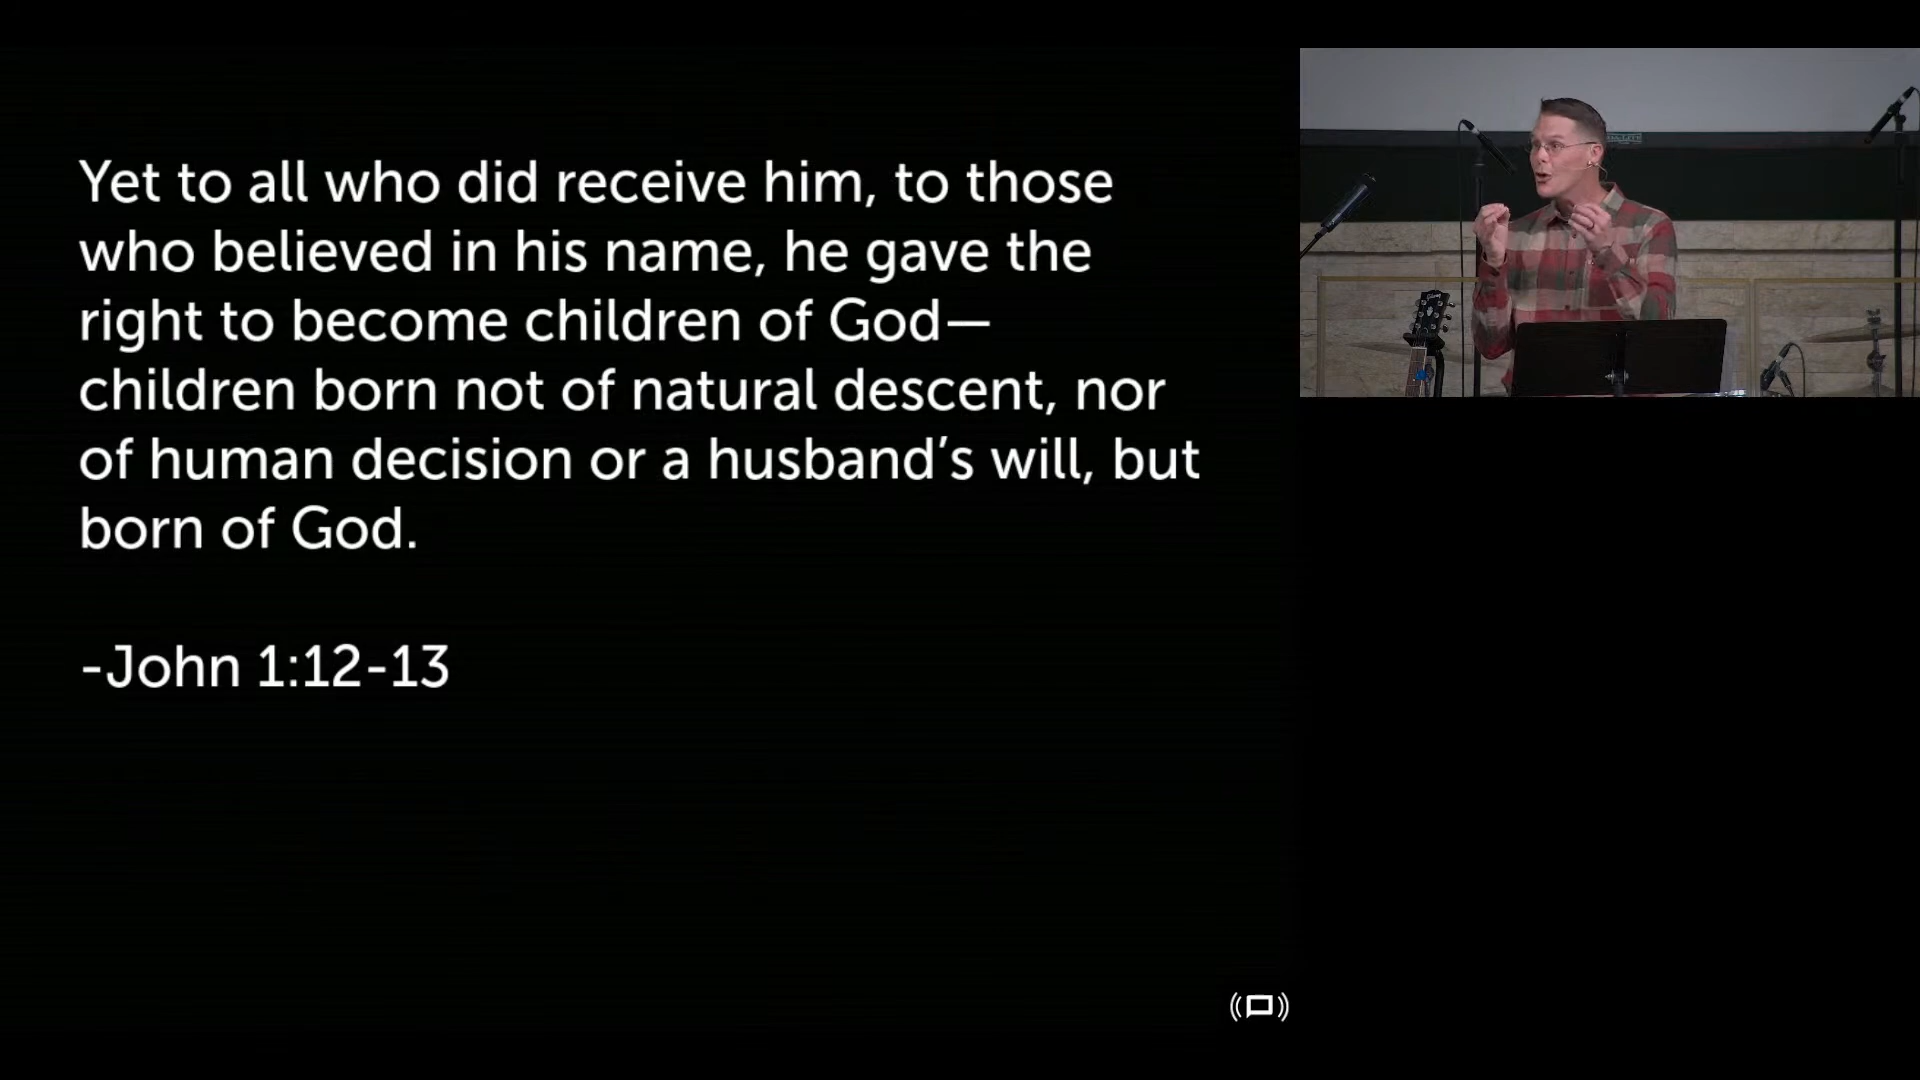 Yet to all who did receive him, to those
who believed in his name, he gave the
right to become children of God—
children born not of natural descent, nor
of human decision or a husband’s will, but
born of God.
-John 1:12-13